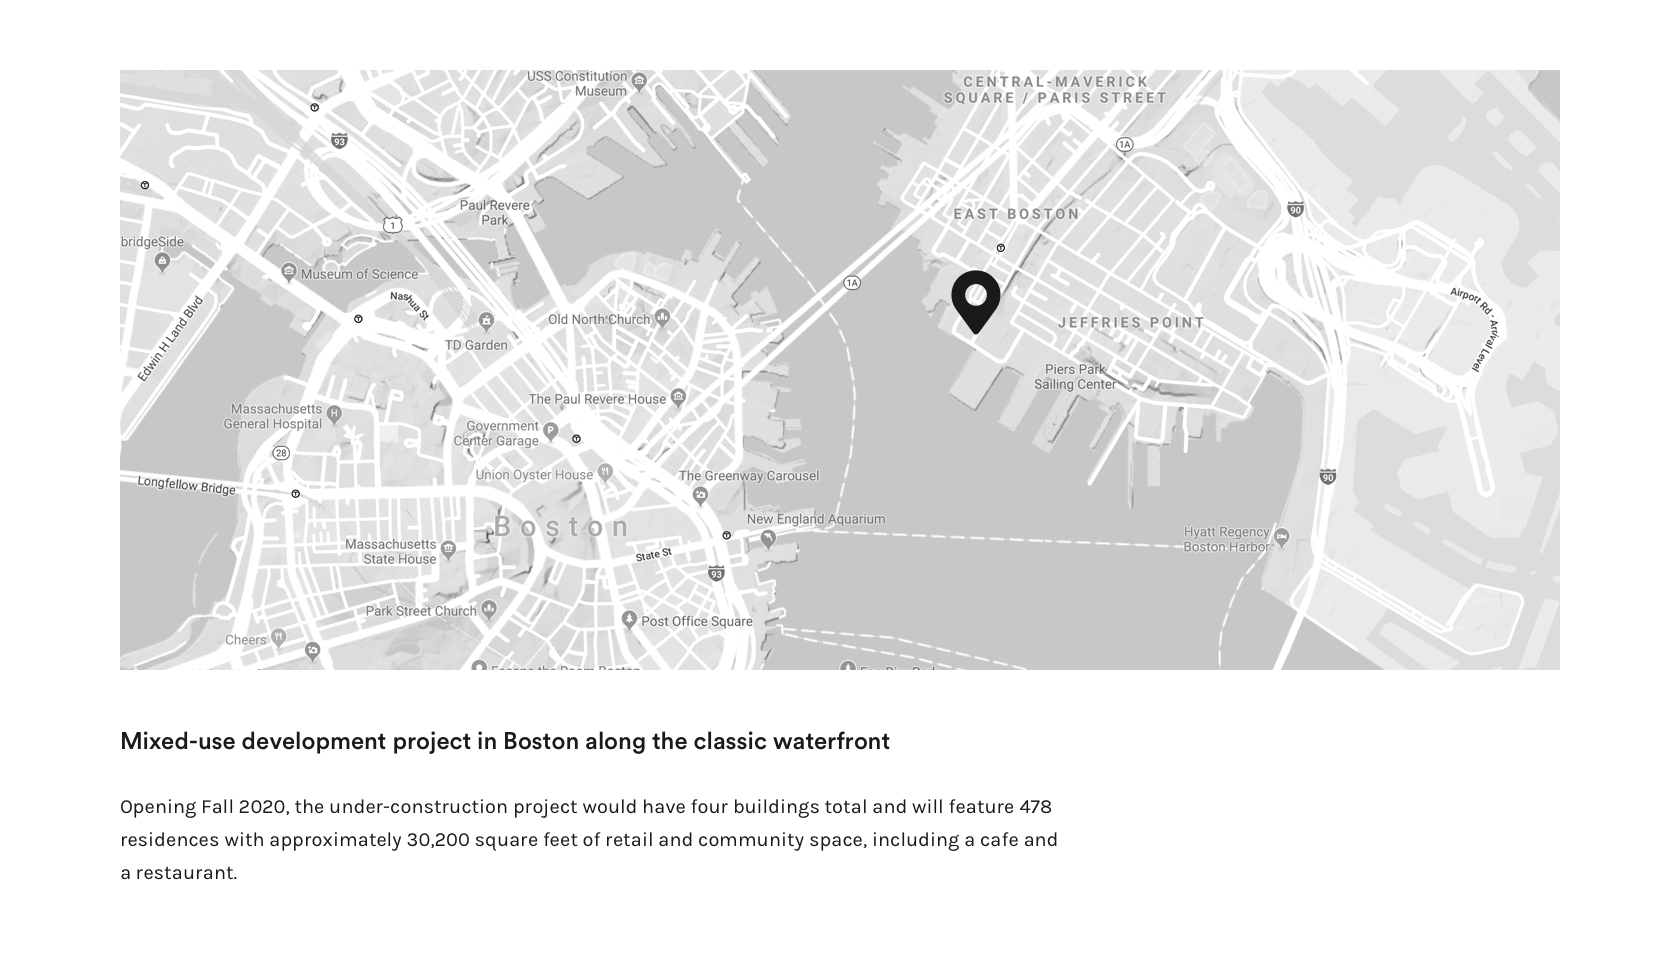 USS Constitution
Museum
CENTRAL-MAVERICK
SQUARE / PARIS STREET
93
1A
Paul Revere
Park
1
90
EAST BOSTON
bridgeSide
Museum of Science
1A
Nashua St
Airport Rd - Arrival Level
Edwin H Land Blvd
Old North Church
JEFFRIES POINT
TD Garden
Piers Park
Sailing Center
The Paul Revere House
Massachusetts
General Hospital
H
Government
Center Garage
P
28
Union Oyster House
The Greenway Carousel
90
Longfellow Bridge
Boston
New England Aquarium
Hyatt Regency
Boston Harbor
Massachusetts
State House
State St
93
Park Street Church
Post Office Square
Cheers
Escape the Room Boston
Mixed-use development project in Boston along the classic waterfront
Opening Fall 2020, the under-construction project would have four buildings total and will feature 478
residences with approximately 30,200 square feet of retail and community space, including a cafe and
a restaurant.